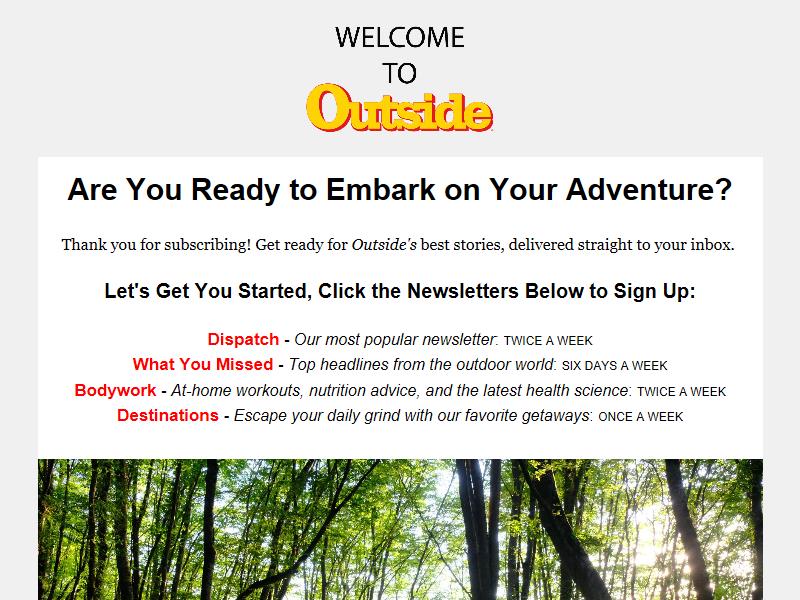 WELCOME
TO
Outside
Are You Ready to Embark on Your Adventure?
Thank you for subscribing! Get ready for Outside's best stories, delivered straight to your inbox.
Let's Get You Started, Click the Newsletters Below to Sign Up:
Dispatch - Our most popular newsletter: TWICE A WEEK
What You Missed - Top headlines from the outdoor world: SIX DAYS A WEEK
Bodywork - At-home workouts, nutrition advice, and the latest health science: TWICE A WEEK
Destinations - Escape your daily grind with our favorite getaways: ONCE A WEEK